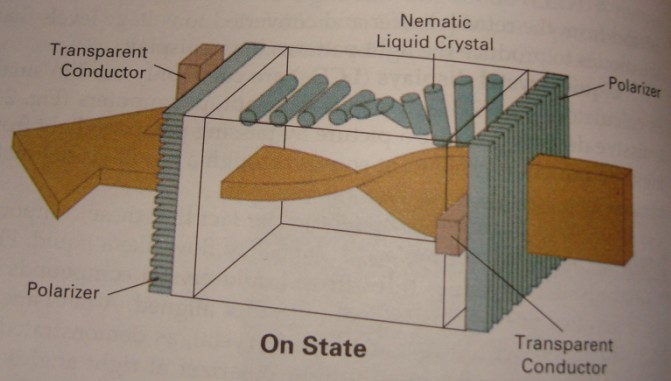 Nematic
Liquid Crystal
Transparent
Conductor
Polarizer
Polarizer
On State
Transparent
Conductor